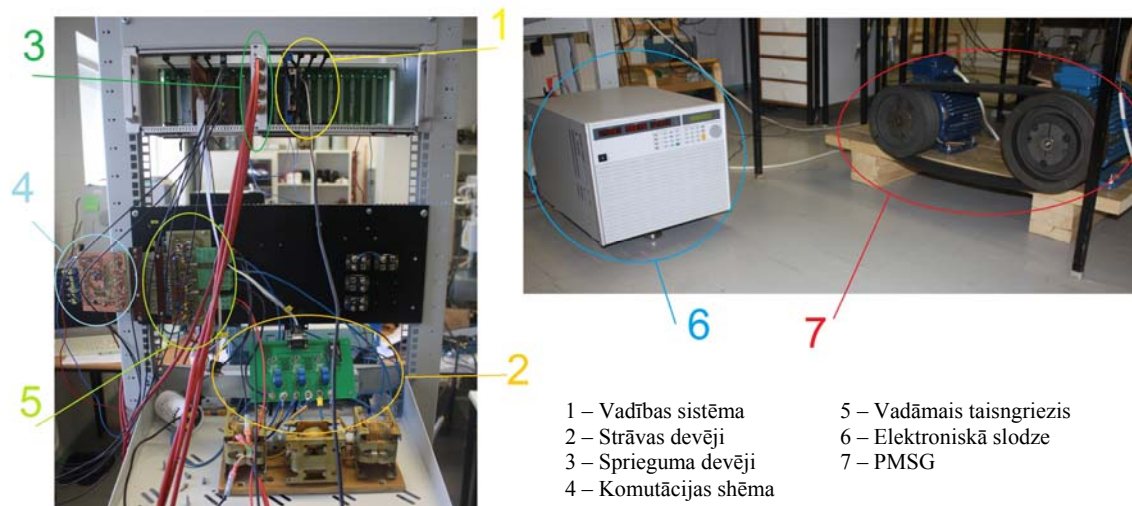 3
1
4
5
2
6
7
1 – Vadības sistēma
2 – Strāvas devēji
3 – Sprieguma devēji
4 – Komutācijas shēma
5 – Vadāmais taisngriezis
6 – Elektroniskā slodze
7 – PMSG